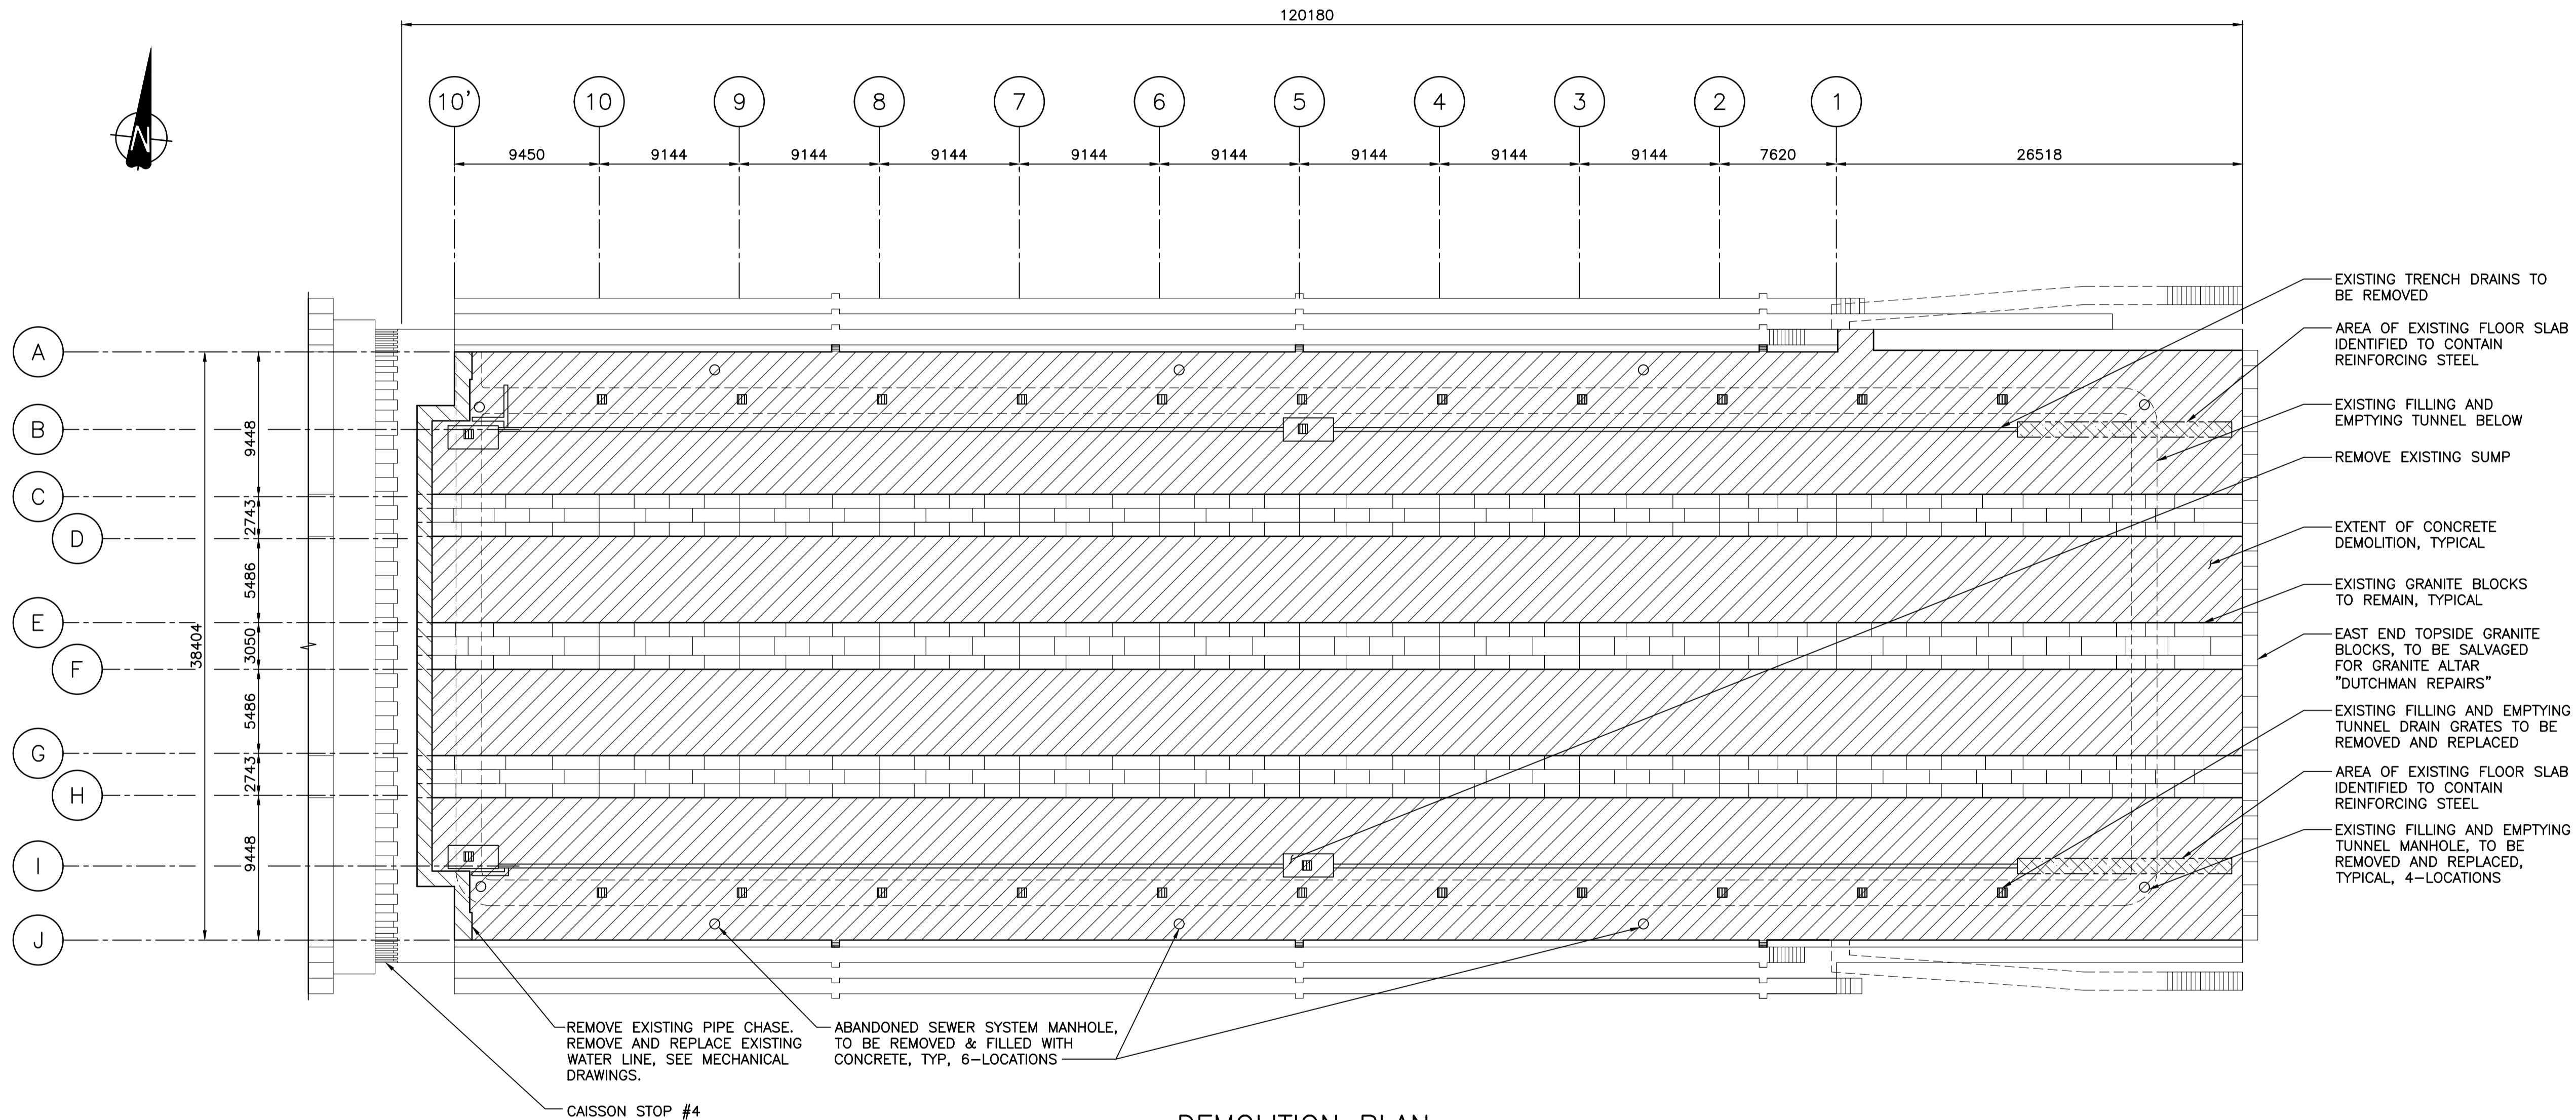 120180
N
10'
10
9
8
7
6
5
4
3
2
1
9450
9144
9144
9144
9144
9144
9144
9144
9144
7620
26518
A
B
C
D
E
F
G
H
I
J
38404
9448
2743
5486
3050
5486
2743
9448
EXISTING TRENCH DRAINS TO
BE REMOVED
AREA OF EXISTING FLOOR SLAB
IDENTIFIED TO CONTAIN
REINFORCING STEEL
EXISTING FILLING AND
EMPTYING TUNNEL BELOW
REMOVE EXISTING SUMP
EXTENT OF CONCRETE
DEMOLITION, TYPICAL
EXISTING GRANITE BLOCKS
TO REMAIN, TYPICAL
EAST END TOPSIDE GRANITE
BLOCKS, TO BE SALVAGED
FOR GRANITE ALTAR
"DUTCHMAN REPAIRS"
EXISTING FILLING AND EMPTYING
TUNNEL DRAIN GRATES TO BE
REMOVED AND REPLACED
AREA OF EXISTING FLOOR SLAB
IDENTIFIED TO CONTAIN
REINFORCING STEEL
EXISTING FILLING AND EMPTYING
TUNNEL MANHOLE, TO BE
REMOVED AND REPLACED,
TYPICAL, 4-LOCATIONS
REMOVE EXISTING PIPE CHASE.
REMOVE AND REPLACE EXISTING
WATER LINE, SEE MECHANICAL
DRAWINGS.
ABANDONED SEWER SYSTEM MANHOLE,
TO BE REMOVED & FILLED WITH
CONCRETE, TYP, 6-LOCATIONS
CAISSON STOP #4
DEMOLITION PLAN